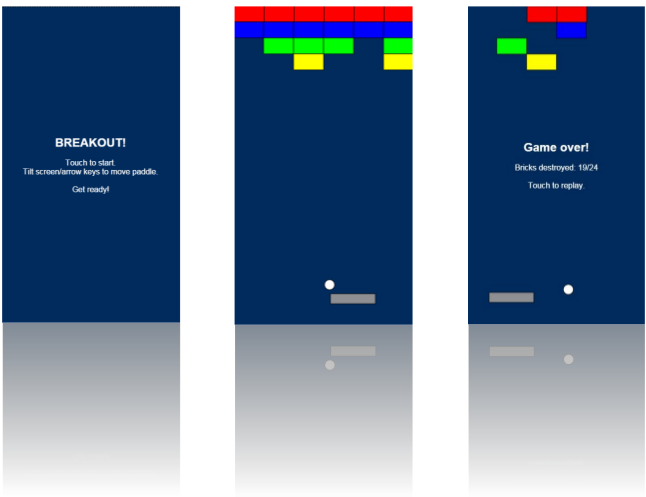 BREAKOUT!
Touch to start.
Tilt screen/arrow keys to move paddle.
Get ready!
Game over!
Bricks destroyed: 19/24
Touch to replay.